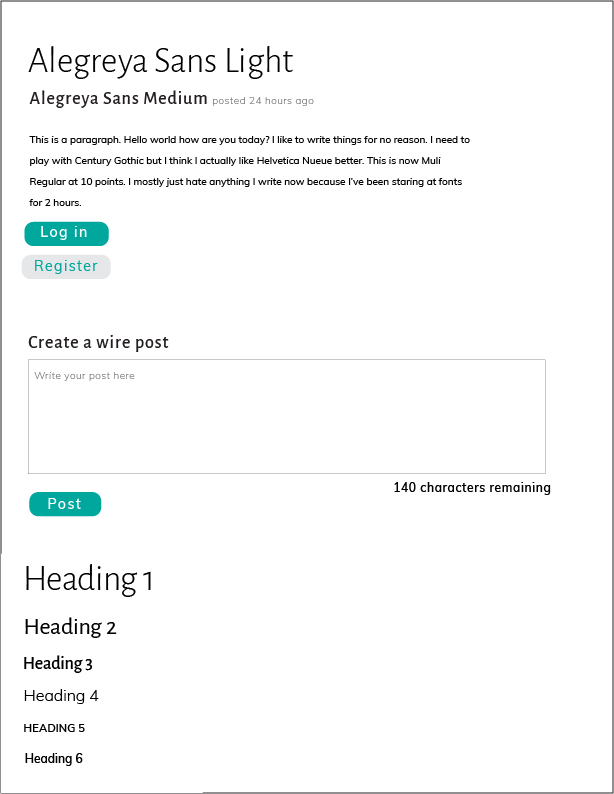 Alegreya Sans Light
Alegreya Sans Medium posted 24 hours ago
This is a paragraph. Hello world how are you today? I like to write things for no reason. I need to
play with Century Gothic but I think I actually like Helvetica Nueue better. This is now Muli
Regular at 10 points. I mostly just hate anything I write now because I've been staring at fonts
for 2 hours.
Log in
Register
Create a wire post
Write your post here
140 characters remaining
Post
Heading 1
Heading 2
Heading 3
Heading 4
HEADING 5
Heading 6